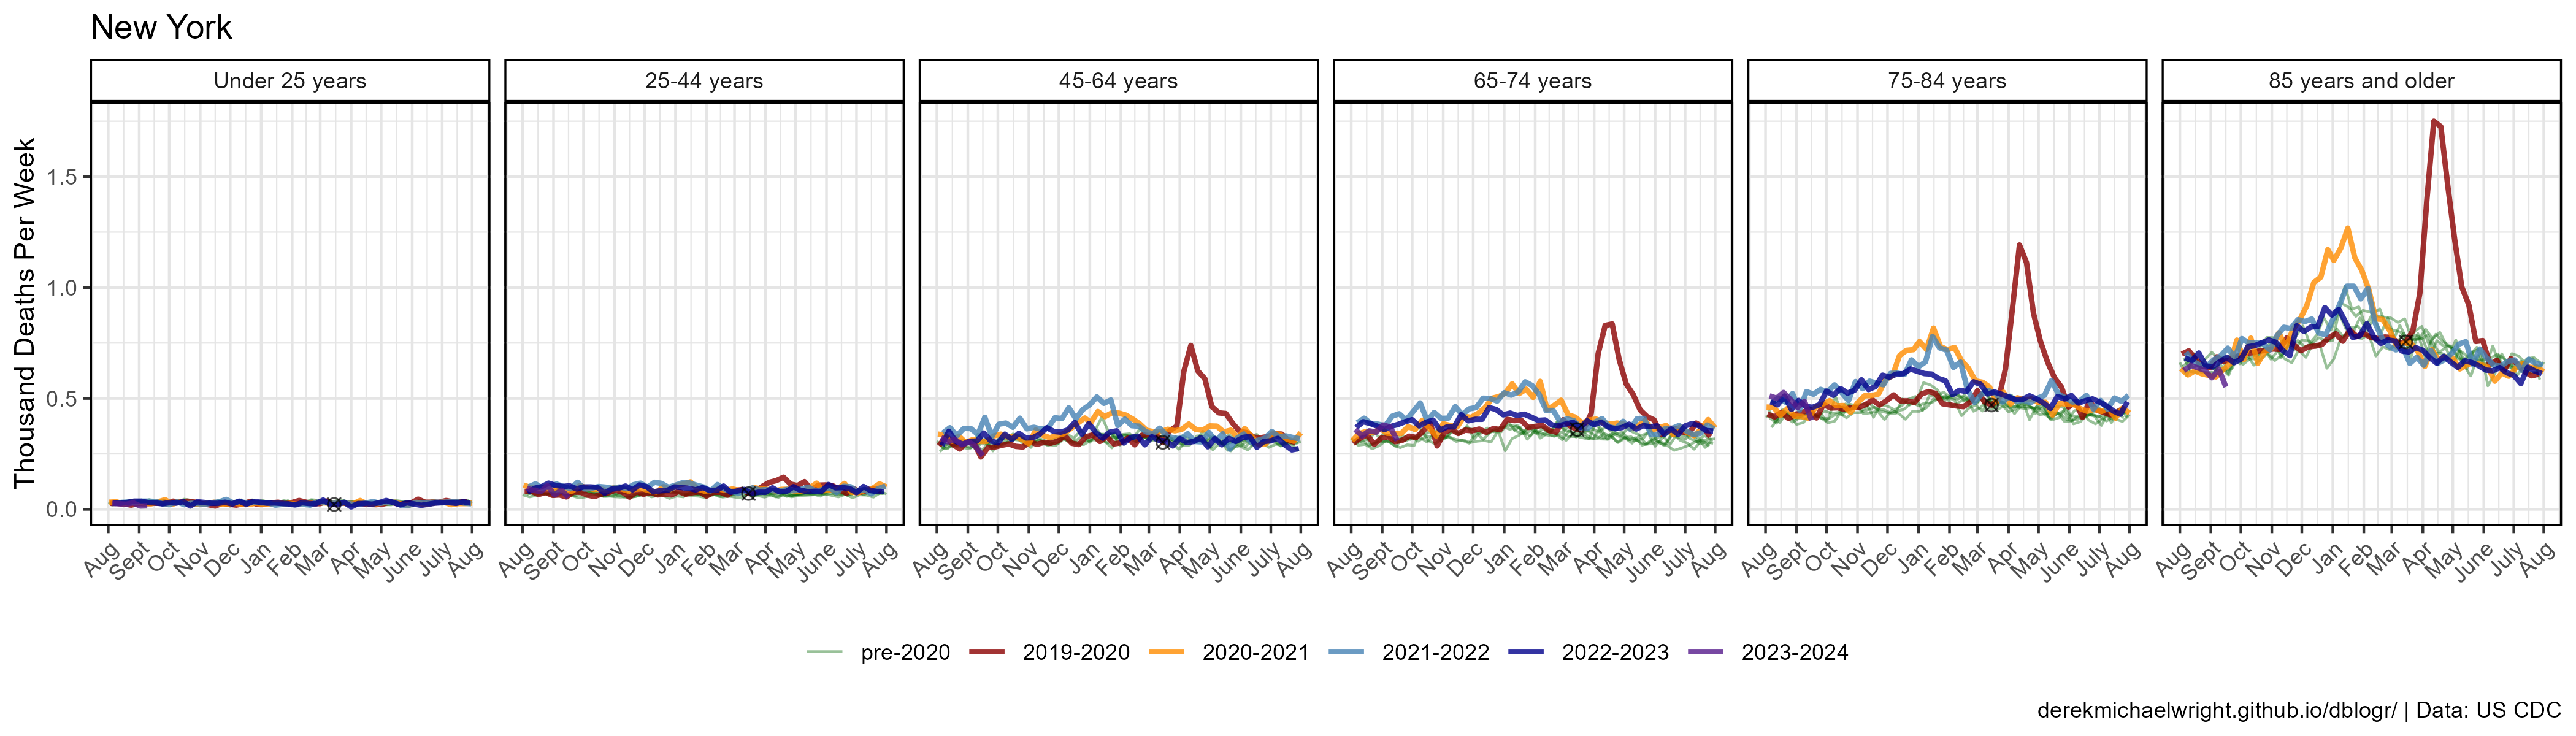 New York
Under 25 years
25-44 years
45-64 years
65-74 years
75-84 years
85 years and older
Thousand Deaths Per Week
1.5
1.0
0.5
0.0
Aug Sept Oct Nov Dec Jan Feb Mar Apr May June July Aug
Aug Sept Oct Nov Dec Jan Feb Mar Apr May June July Aug
Aug Sept Oct Nov Dec Jan Feb Mar Apr May June July Aug
Aug Sept Oct Nov Dec Jan Feb Mar Apr May June July Aug
Aug Sept Oct Nov Dec Jan Feb Mar Apr May June July Aug
Aug Sept Oct Nov Dec Jan Feb Mar Apr May June July Aug
pre-2020 2019-2020 2020-2021 2021-2022 2022-2023 2023-2024
derekmichaelwright.github.io/dblogr/ | Data: US CDC